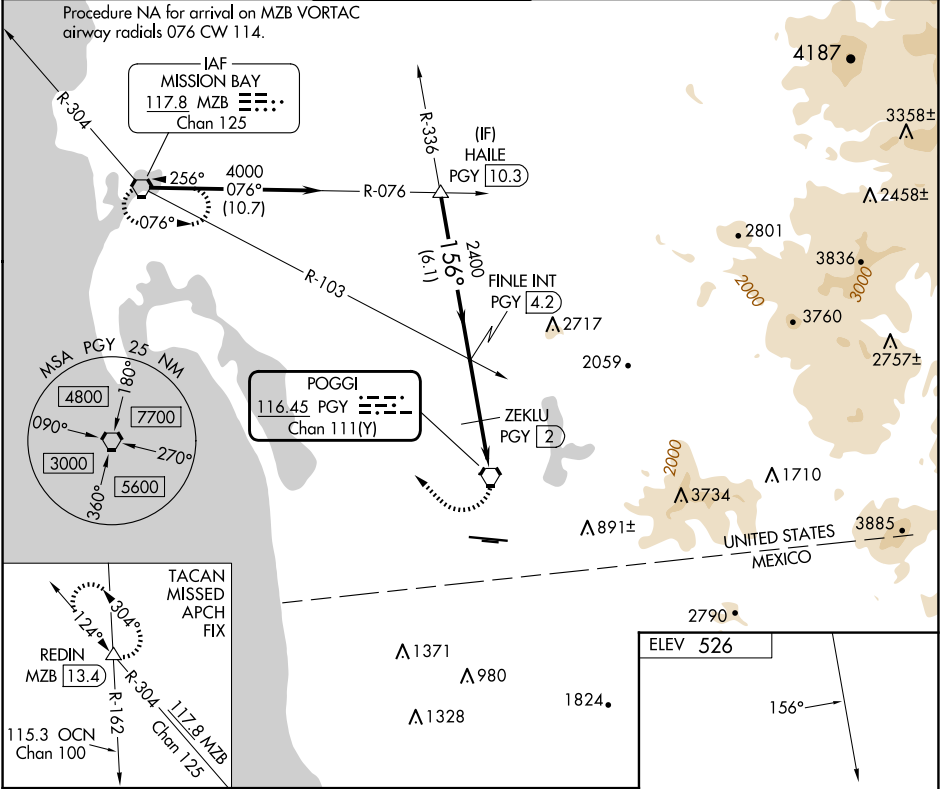 Procedure NA for arrival on MZB VORTAC
airway radials 076 CW 114.
IAF
MISSION BAY
117.8 MZB
Chan 125
R-304
256°
4000
076°
(10.7)
R-076
076°
R-336
(IF)
HAILE
PGY 10.3
R-103
2400
156°
(6.1)
FINLE INT
PGY 4.2
4187
3358±
2458±
2801
3836
2000
3000
3760
2717
2059
2757±
MSA PGY 25 NM
180°
4800
7700
090°
270°
3000
5600
360°
POGGI
116.45 PGY
Chan 111(Y)
ZEKLU
PGY 2
2000
1710
3734
891±
3885
UNITED STATES
MEXICO
2790
TACAN
MISSED
APCH
FIX
304°
124°
REDIN
MZB 13.4
R-304
R-162
117.8 MZB
Chan 125
115.3 OCN
Chan 100
1371
980
1328
1824
ELEV 526
156°